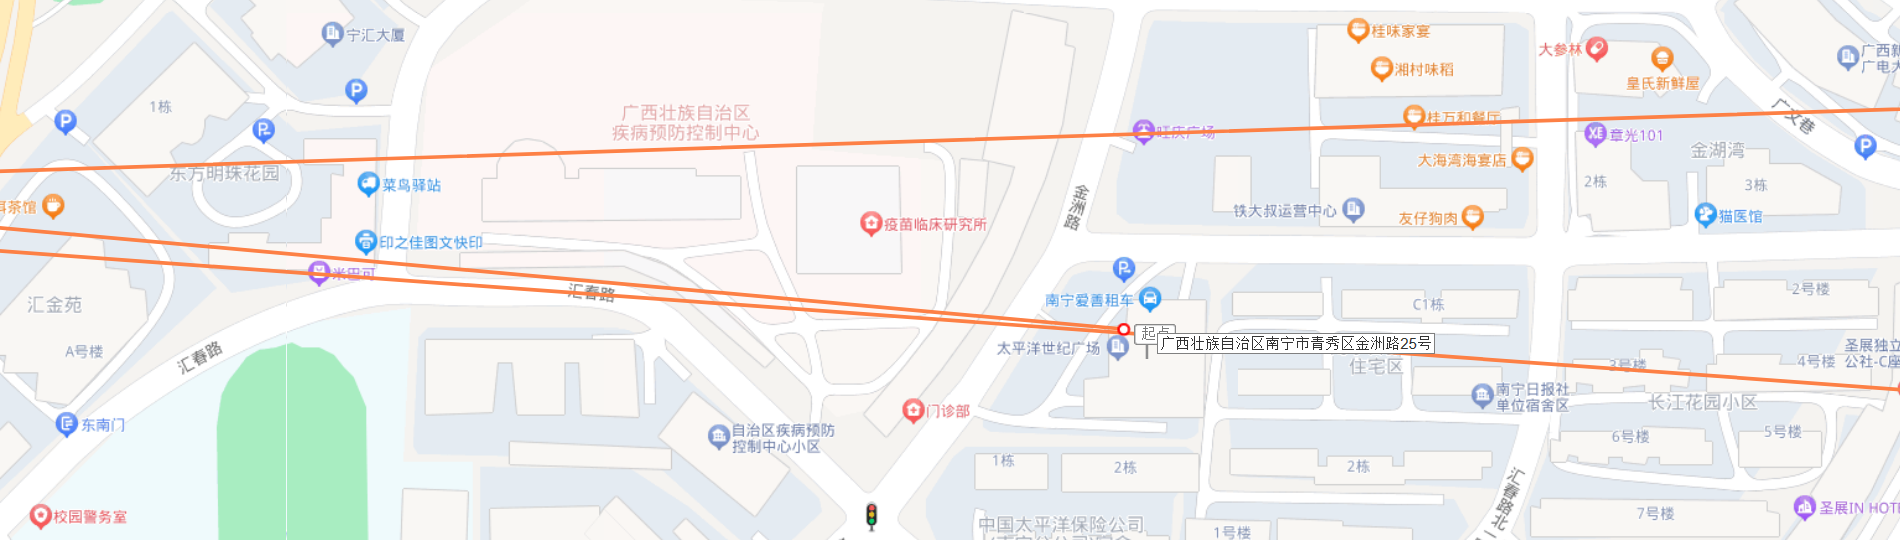 宁汇大厦
桂味家宴
湘村味稻
大参林
皇氏新鲜屋
1栋
广西壮族自治区
疾病预防控制中心
旺庆广场
桂万和餐厅
章光101
广文巷
东方明珠花园
菜鸟驿站
大海湾海宴店
金湖湾
2栋
3栋
茶馆
印之佳图文快印
疫苗临床研究所
金洲路
铁大叔运营中心
友仔狗肉
猫医馆
米巴可
汇春路
汇金苑
A号楼
南宁爱善租车
起点
广西壮族自治区南宁市青秀区金洲路25号
太平洋世纪广场
C1栋
2号楼
住宅区
3号楼
4号楼
圣展独立
公社-C座
汇春路
东南门
自治区疾病预防
控制中心小区
门诊部
南宁日报社
单位宿舍区
长江花园小区
6号楼
5号楼
1栋
2栋
2栋
汇春路北一
校园警务室
中国太平洋保险公司
1号楼
7号楼
圣展IN HOT